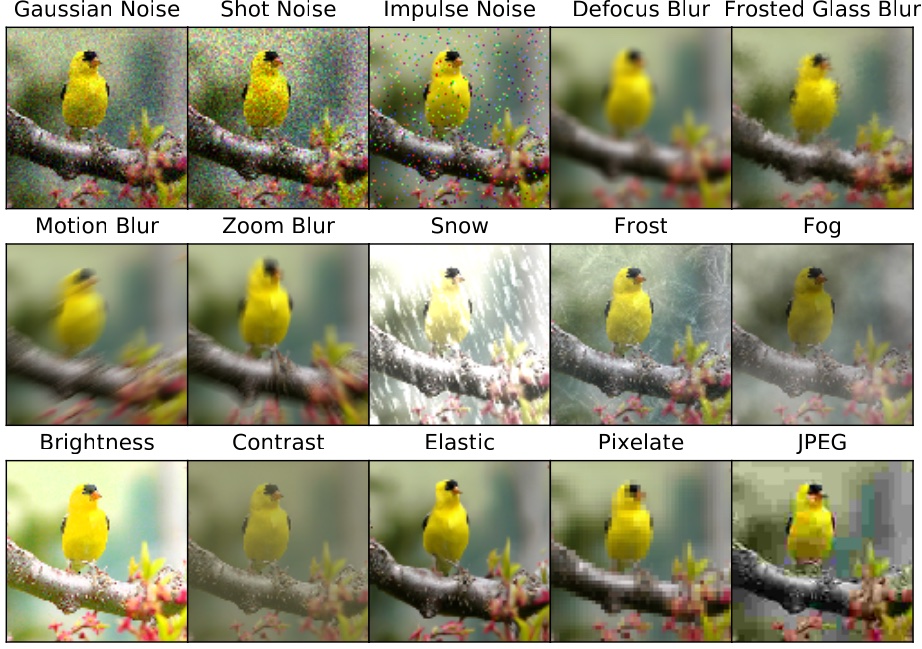 Gaussian Noise Shot Noise Impulse Noise Defocus Blur Frosted Glass Blur
Motion Blur Zoom Blur Snow Frost Fog
Brightness Contrast Elastic Pixelate JPEG